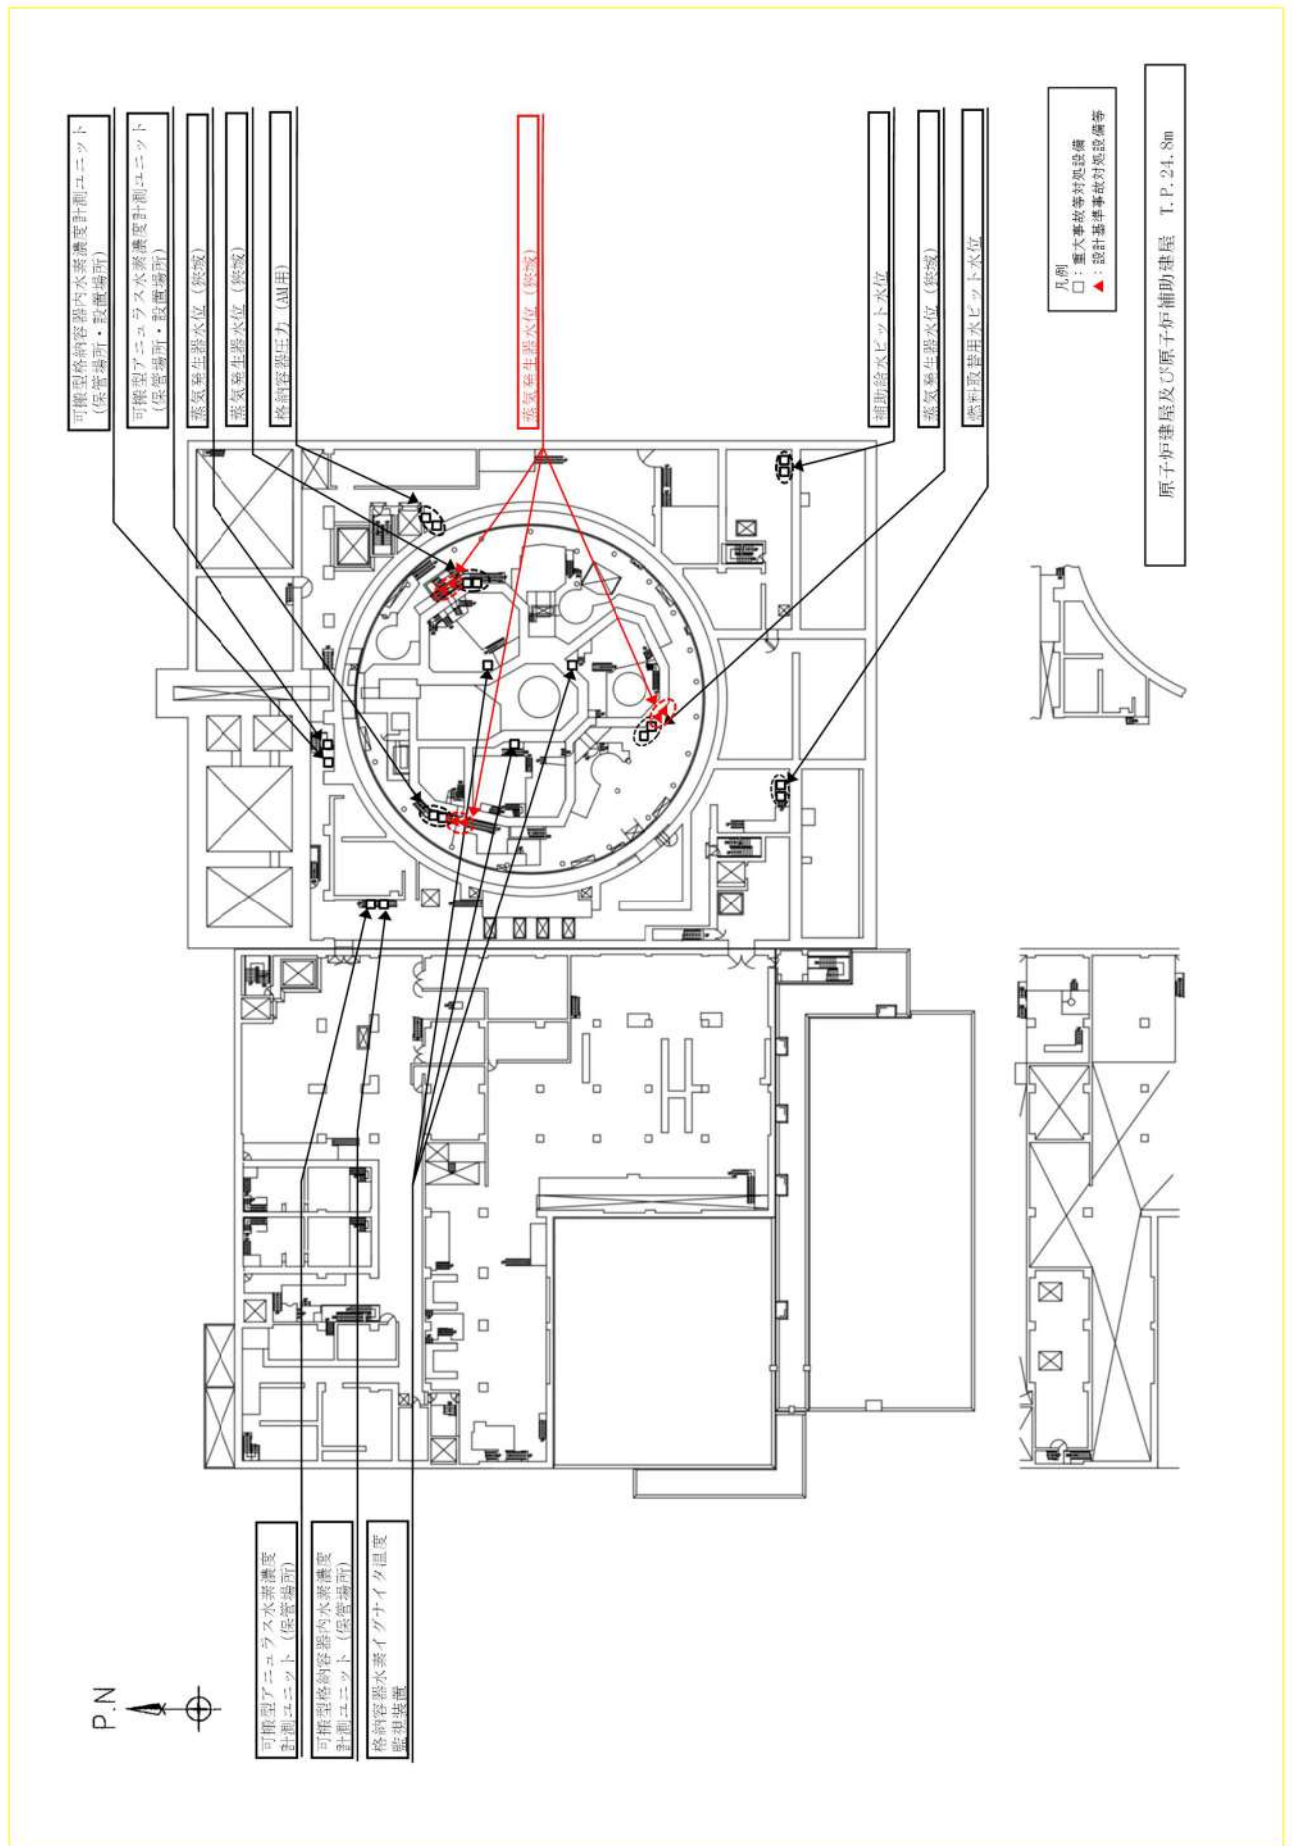 可搬型格納容器内水素濃度計測ユニット
(保管場所・設置場所)
可搬型アニュラス水素濃度計測ユニット
(保管場所・設置場所)
蒸気発生器水位 (狭域)
蒸気発生器水位 (狭域)
格納容器圧力 (AM用)
蒸気発生器水位 (狭域)
補助給水ピット水位
蒸気発生器水位 (狭域)
燃料取替用水ピット水位
凡例
□:重大事故等対処設備
▲:設計基準事故対処設備等
原子炉建屋及び原子炉補助建屋 T.P.24.8m
可搬型アニュラス水素濃度
計測ユニット (保管場所)
可搬型格納容器内水素濃度
計測ユニット (保管場所)
格納容器水素イグナイタ温度
監視装置
P.N